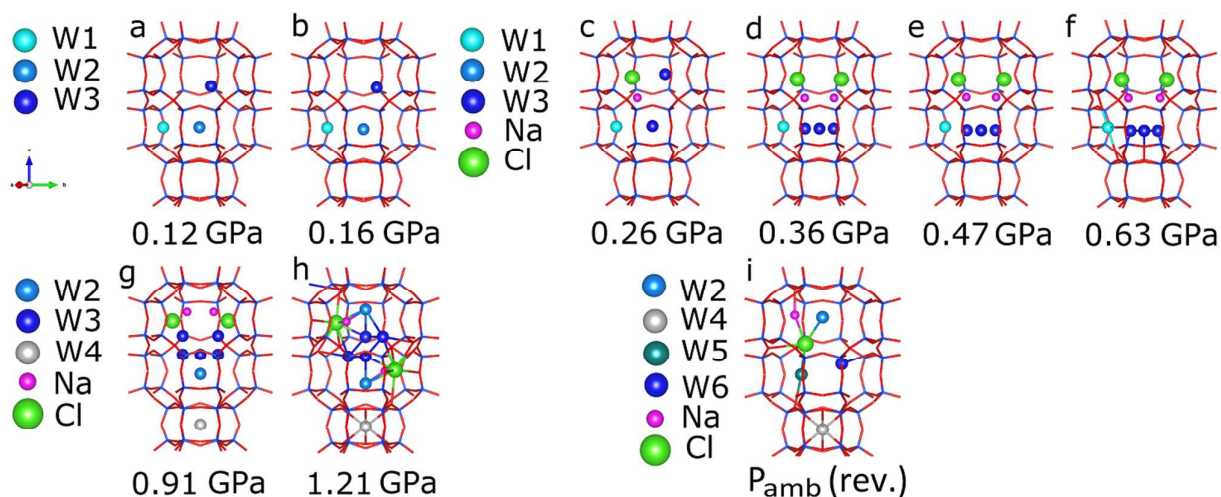 a
b
W1
W2
W3
0.12 GPa
0.16 GPa
W1
W2
W3
Na
Cl
c
d
e
f
0.26 GPa
0.36 GPa
0.47 GPa
0.63 GPa
g
h
W2
W3
W4
Na
Cl
0.91 GPa
1.21 GPa
i
W2
W4
W5
W6
Na
Cl
Pamb (rev.)